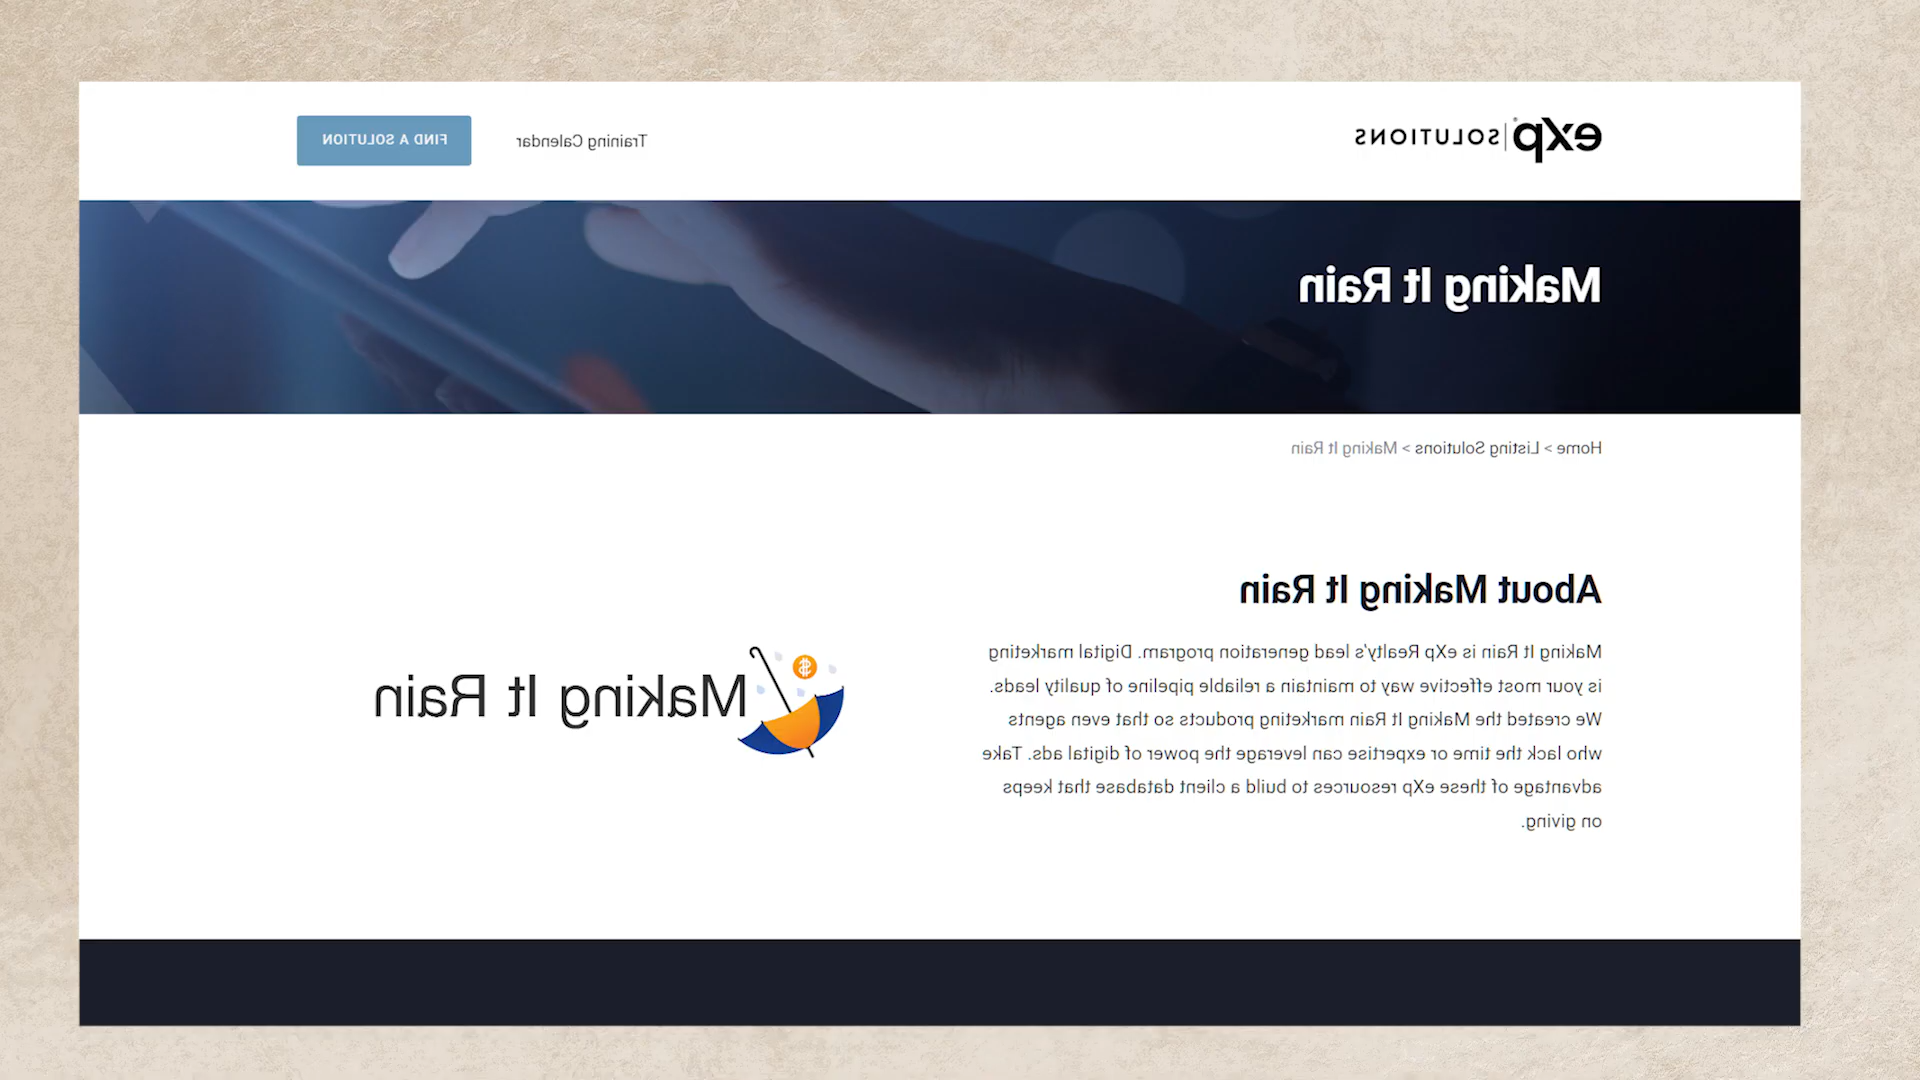 eXp SOLUTIONS
Training Calendar
FIND A SOLUTION
Making It Rain
Home > Listing Solutions > Making It Rain
About Making It Rain
Making It Rain is eXp Realty's lead generation program. Digital marketing
is your most effective way to maintain a reliable pipeline of quality leads.
We created the Making It Rain marketing products so that even agents
who lack the time or expertise can leverage the power of digital ads. Take
advantage of these eXp resources to build a client database that keeps
on giving.
Making It Rain